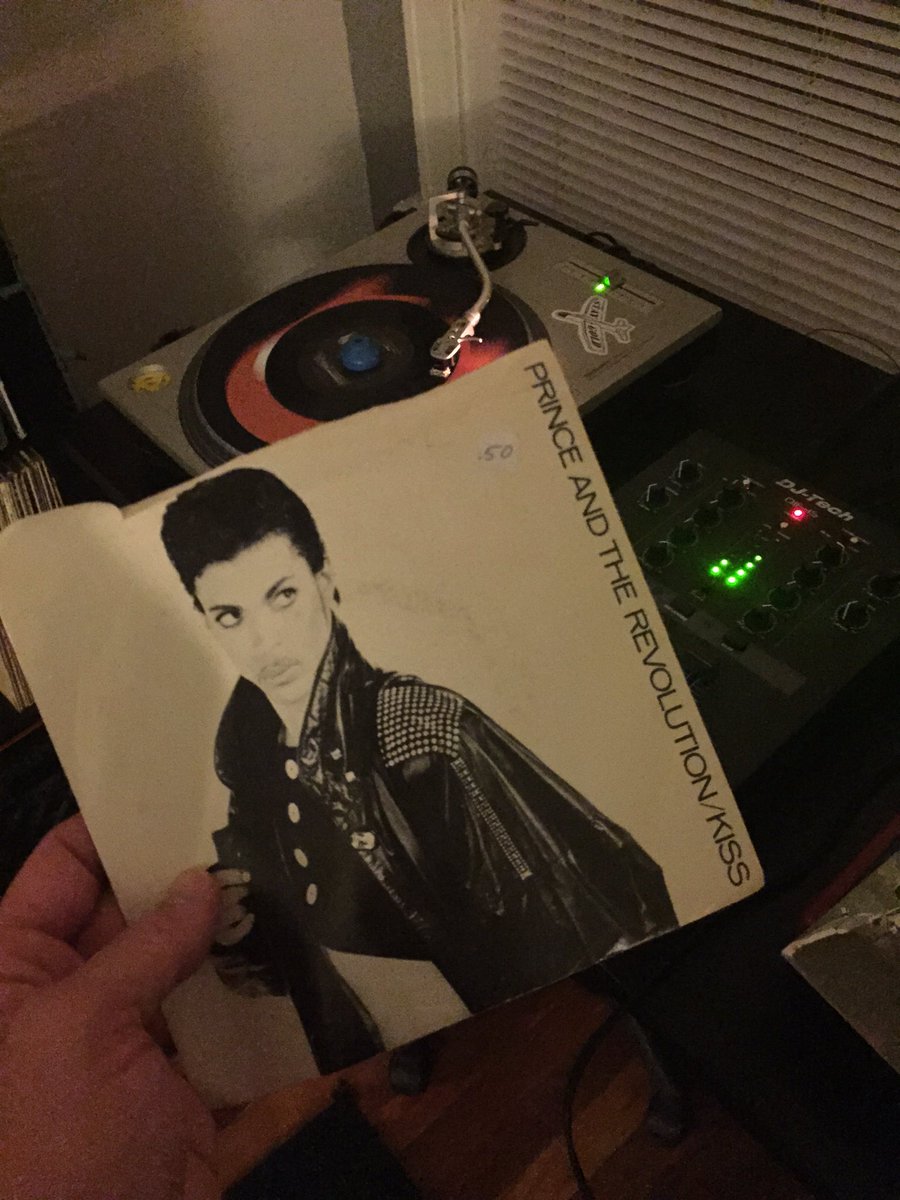 PRINCE AND THE REVOLUTION/KISS
.50
DJ-Tech